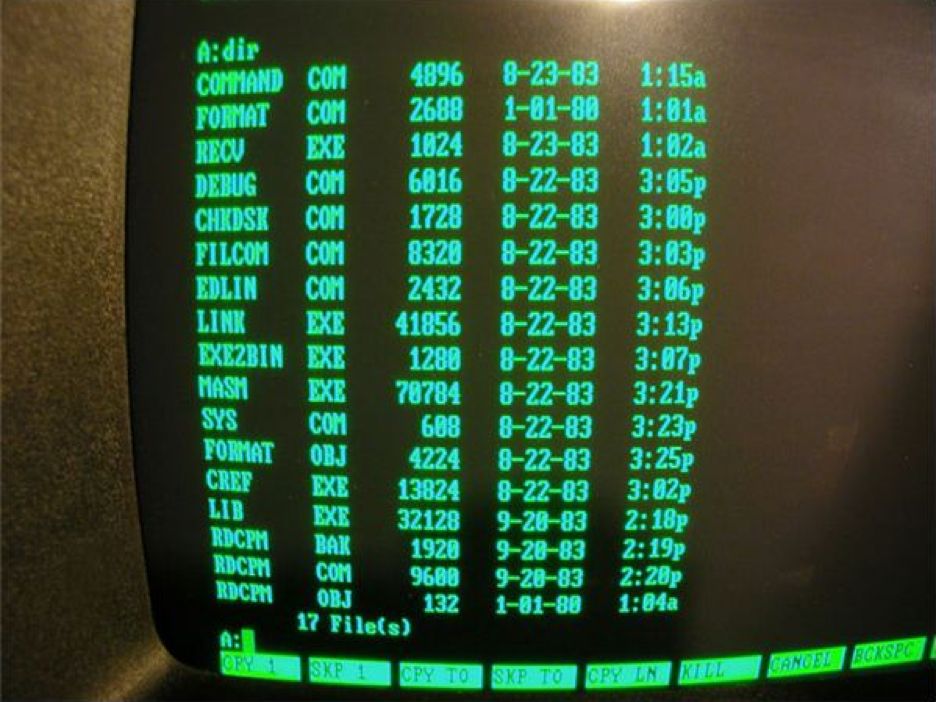 A:dir
COMMAND COM 4896 8-23-83 1:15a
FORMAT COM 2688 1-01-80 1:01a
RECV EXE 1024 8-23-83 1:02a
DEBUG COM 6016 8-22-83 3:05p
CHKDSK COM 1728 8-22-83 3:00p
FILCOM COM 8320 8-22-83 3:03p
EDLIN COM 2432 8-22-83 3:06p
LINK EXE 41856 8-22-83 3:13p
EXE2BIN EXE 1280 8-22-83 3:07p
MASM EXE 70784 8-22-83 3:21p
SYS COM 608 8-22-83 3:23p
FORMAT OBJ 4224 8-22-83 3:25p
CREF EXE 13824 8-22-83 3:02p
LIB EXE 32128 9-20-83 2:18p
RDCPM BAK 1920 9-20-83 2:19p
RDCPM COM 9600 9-20-83 2:20p
RDCPM OBJ 132 1-01-80 1:04a
17 File(s)
A:
CPY 1 SKP 1 CPY TO SKP TO CPY LN KILL CANCEL BCKSPC